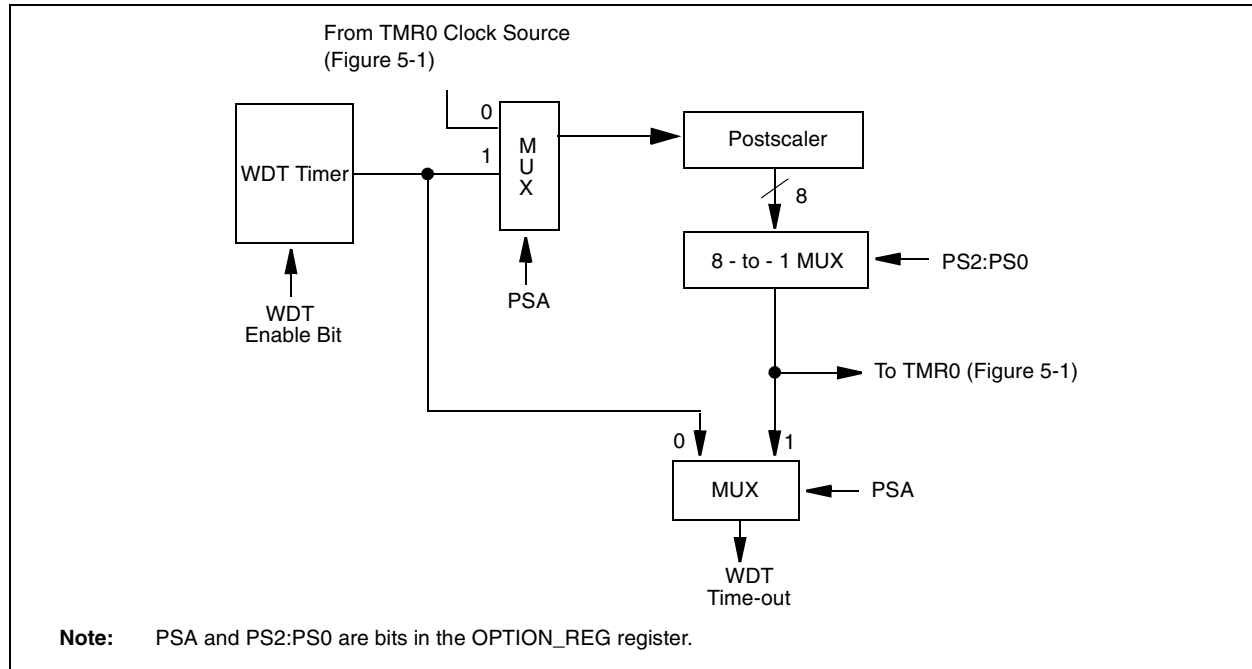 From TMR0 Clock Source
(Figure 5-1)
0
1
M
U
X
WDT Timer
Postscaler
8
8 - to - 1 MUX
PS2:PS0
PSA
WDT
Enable Bit
To TMR0 (Figure 5-1)
0
1
MUX
PSA
WDT
Time-out
Note: PSA and PS2:PS0 are bits in the OPTION_REG register.